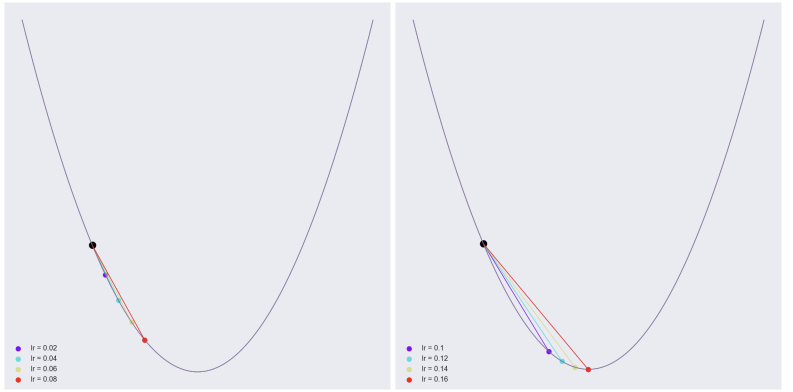 lr = 0.02
lr = 0.04
lr = 0.06
lr = 0.08
lr = 0.1
lr = 0.12
lr = 0.14
lr = 0.16